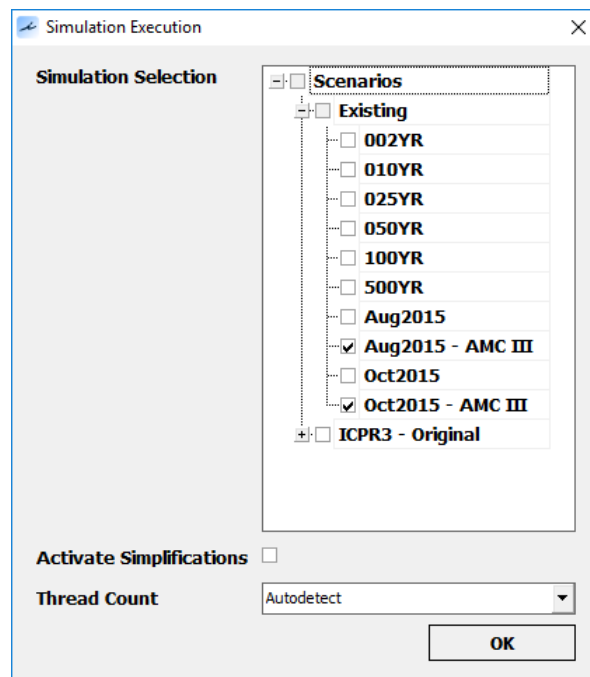 Simulation Execution
Simulation Selection
Scenarios
Existing
002YR
010YR
025YR
050YR
100YR
500YR
Aug2015
Aug2015 - AMC III
Oct2015
Oct2015 - AMC III
ICPR3 - Original
Activate Simplifications
Thread Count
Autodetect
OK